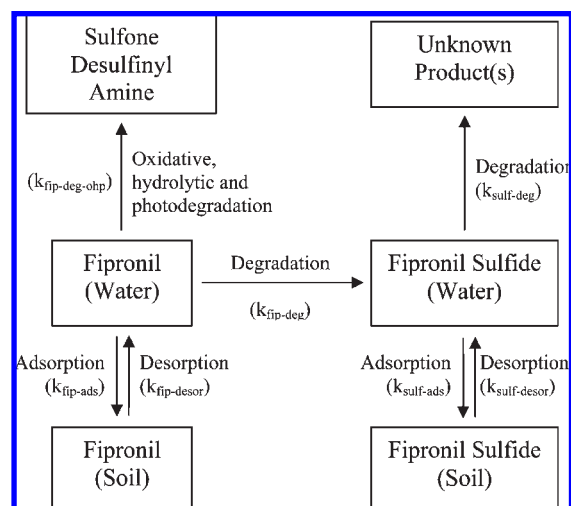 Sulfone
Desulfinyl
Amine
Unknown
Product(s)
(kfip-deg-ohp)
Oxidative,
hydrolytic and
photodegradation
Degradation
(ksulf-deg)
Fipronil
(Water)
Degradation
(kfip-deg)
Fipronil Sulfide
(Water)
Adsorption
(kfip-ads)
Desorption
(kfip-desor)
Adsorption
(ksulf-ads)
Desorption
(ksulf-desor)
Fipronil
(Soil)
Fipronil Sulfide
(Soil)